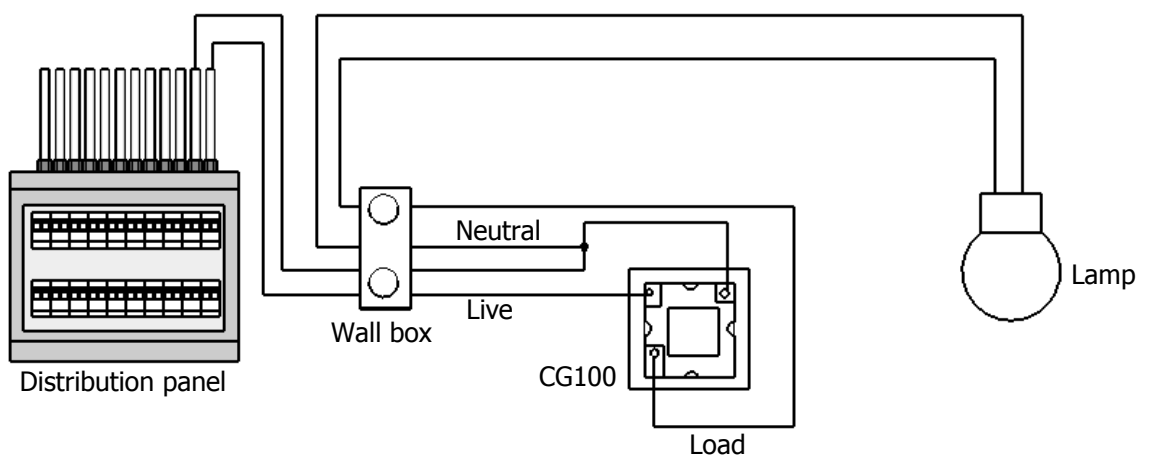 Neutral
Lamp
Live
Wall box
CG100
Distribution panel
Load